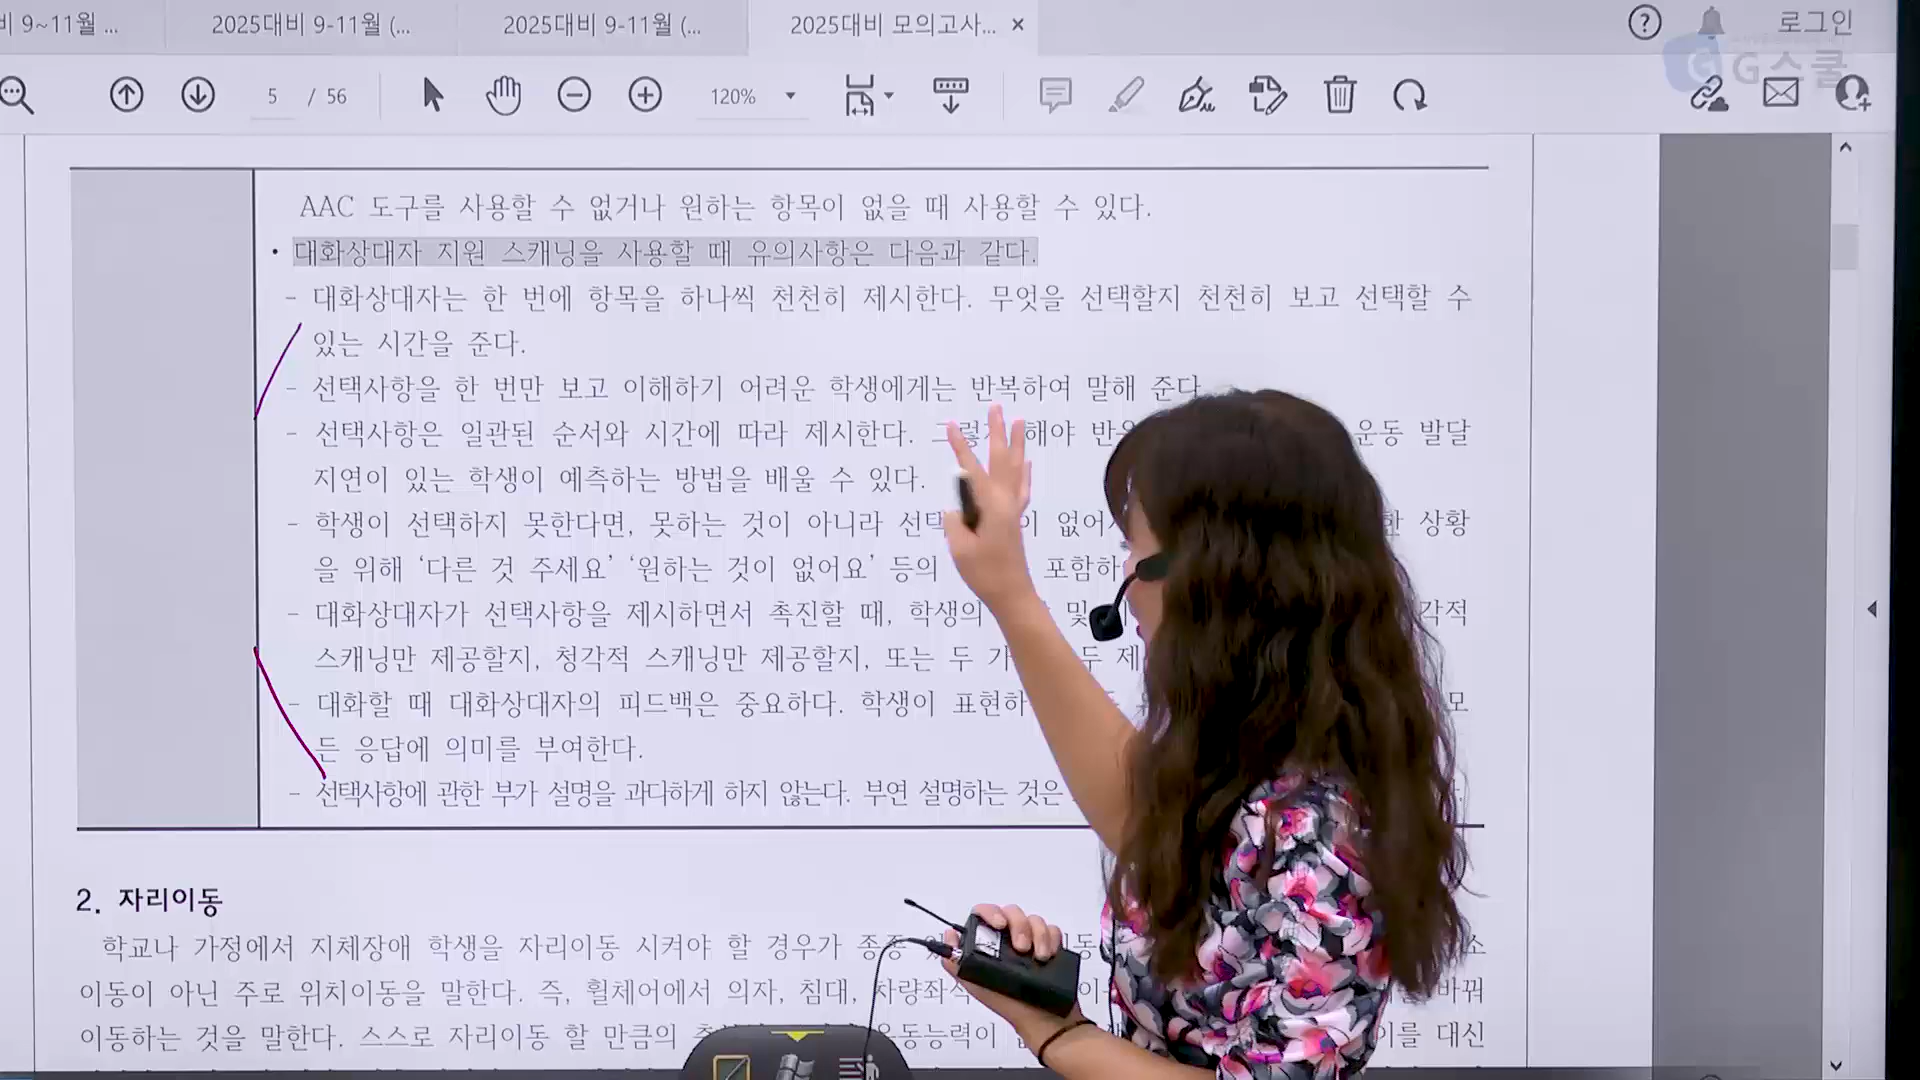 비 9~11월 ...
2025대비 9-11월 (...
2025대비 9-11월 (...
2025대비 모의고사...
로그인
G스쿨
5 / 56
120%
AAC 도구를 사용할 수 없거나 원하는 항목이 없을 때 사용할 수 있다.
• 대화상대자 지원 스캐닝을 사용할 때 유의사항은 다음과 같다.
- 대화상대자는 한 번에 항목을 하나씩 천천히 제시한다. 무엇을 선택할지 천천히 보고 선택할 수
있는 시간을 준다.
- 선택사항을 한 번만 보고 이해하기 어려운 학생에게는 반복하여 말해 준다
- 선택사항은 일관된 순서와 시간에 따라 제시한다. 해야 운동 발달
지연이 있는 학생이 예측하는 방법을 배울 수 있다.
- 학생이 선택하지 못한다면, 못하는 것이 아니라 상황
을 위해 ‘다른 것 주세요’ ‘원하는 것이 없어요’ 등의
- 대화상대자가 선택사항을 제시하면서 촉진할 때, 학생의 및 각적
스캐닝만 제공할지, 청각적 스캐닝만 제공할지, 또는 두
- 대화할 때 대화상대자의 피드백은 중요하다. 학생이 모
든 응답에 의미를 부여한다.
- 선택사항에 관한 부가 설명을 과다하게 하지 않는다. 부연 설명하는 것은
2. 자리이동
학교나 가정에서 지체장애 학생을 자리이동 시켜야 할 경우가 종종
이동이 아닌 주로 위치이동을 말한다. 즉, 휠체어에서 의자, 침대, 차량좌석 바꿔
이동하는 것을 말한다. 스스로 자리이동 할 만큼의 운동능력이 이를 대신